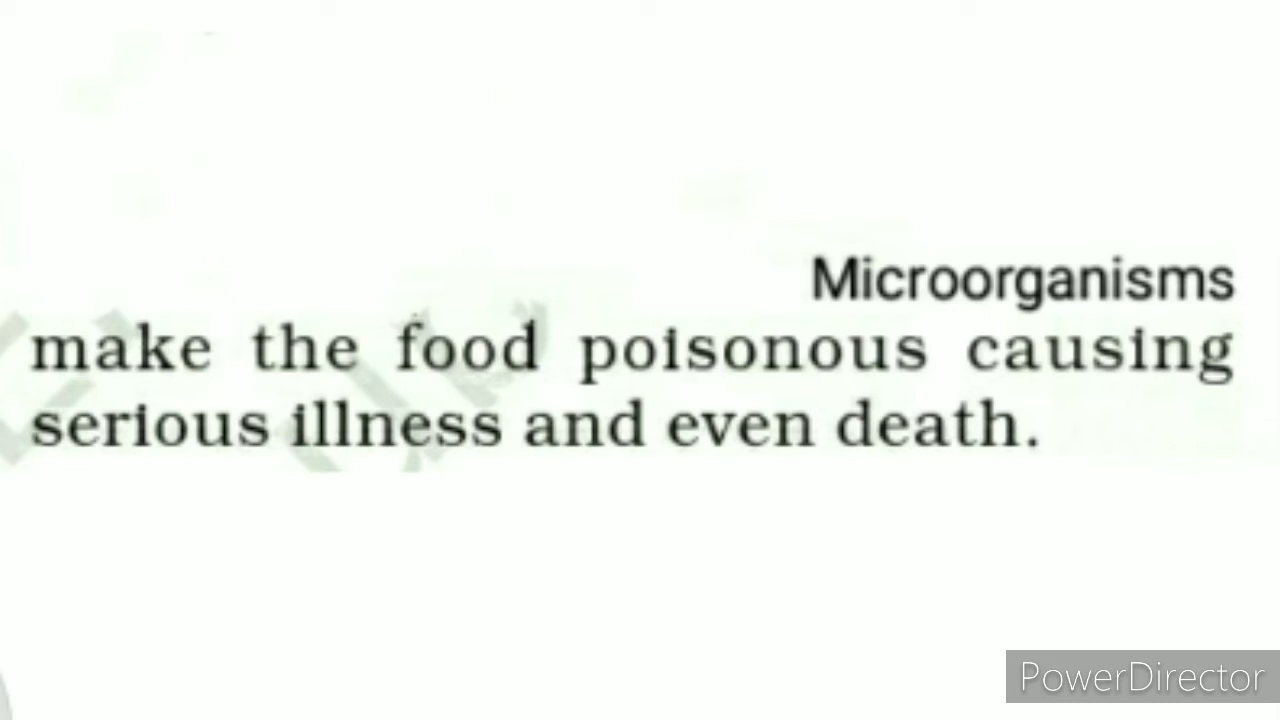 Microorganisms
make the food poisonous causing
serious illness and even death.
PowerDirector